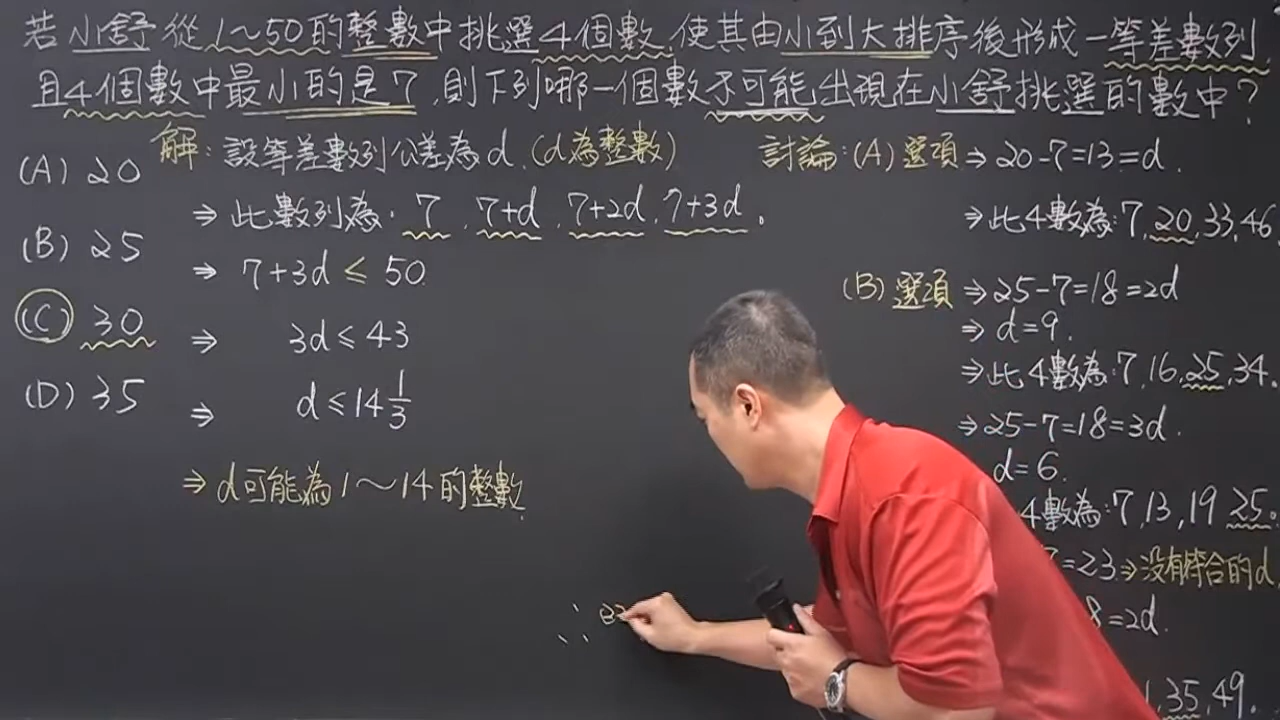 若小舒從1~50的整數中挑選4個數,使其由小到大排序後形成一等差數列,
且4個數中最小的是7,則下列哪一個數不可能出現在小舒挑選的數中?
(A) 20
(B) 25
(C) 30
(D) 35
解:設等差數列公差為d.(d為整數)
⇒此數列為:7,7+d,7+2d,7+3d。
⇒ 7+3d ≤ 50.
⇒ 3d ≤ 43
⇒ d ≤ 14 1/3
⇒ d可能為1~14的整數.
∴
討論:(A)選項⇒20-7=13=d.
⇒此4數為:7,20,33,46
(B)選項⇒25-7=18=2d
⇒ d=9.
⇒此4數為:7,16,25,34.
⇒25-7=18=3d.
d=6.
4數為:7,13,19 25。
=23⇒沒有符合的d
8=2d.
,35,49.